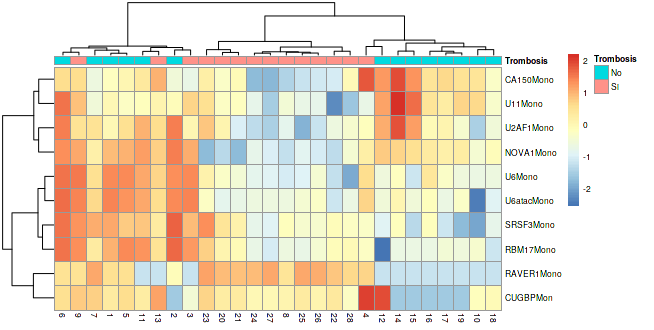 Trombosis
Trombosis
No
SI
2
1
0
-1
-2
CA150Mono
U11Mono
U2AF1Mono
NOVA1Mono
U6Mono
U6atacMono
SRSF3Mono
RBM17Mono
RAVER1Mono
CUGBPMon
6 9 7 1 5 11 13 2 3 23 20 21 24 27 8 25 26 22 28 4 12 14 15 16 17 19 10 18